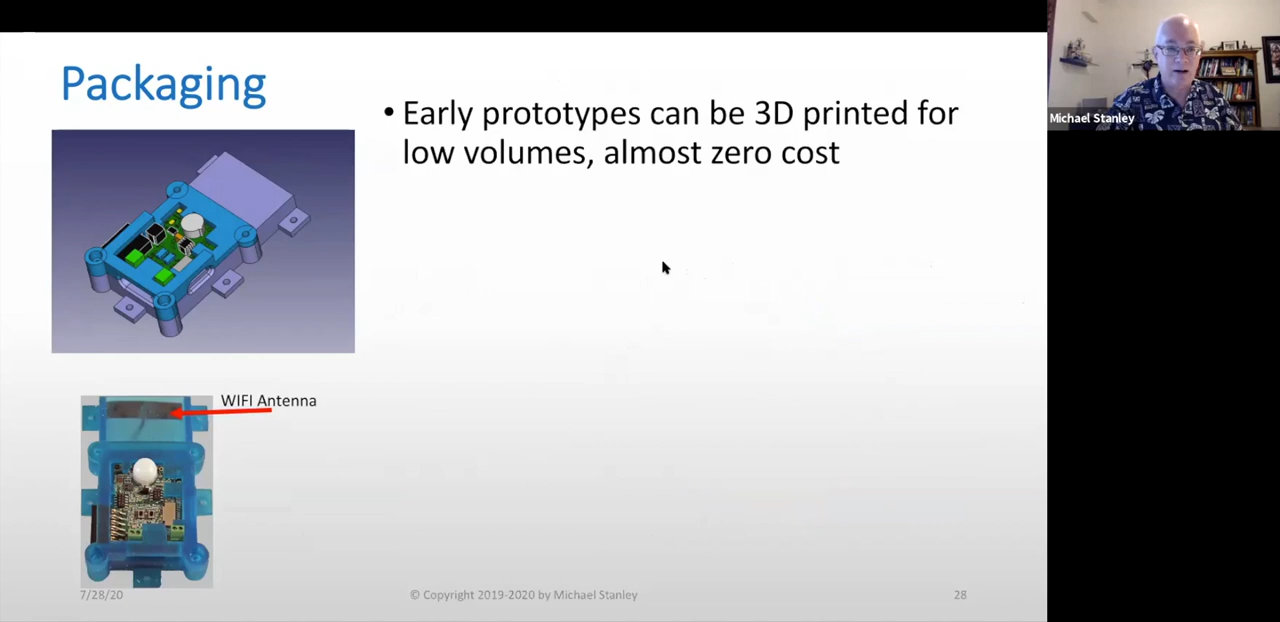 Packaging
• Early prototypes can be 3D printed for
low volumes, almost zero cost
WIFI Antenna
7/28/20
© Copyright 2019-2020 by Michael Stanley
28
Michael Stanley